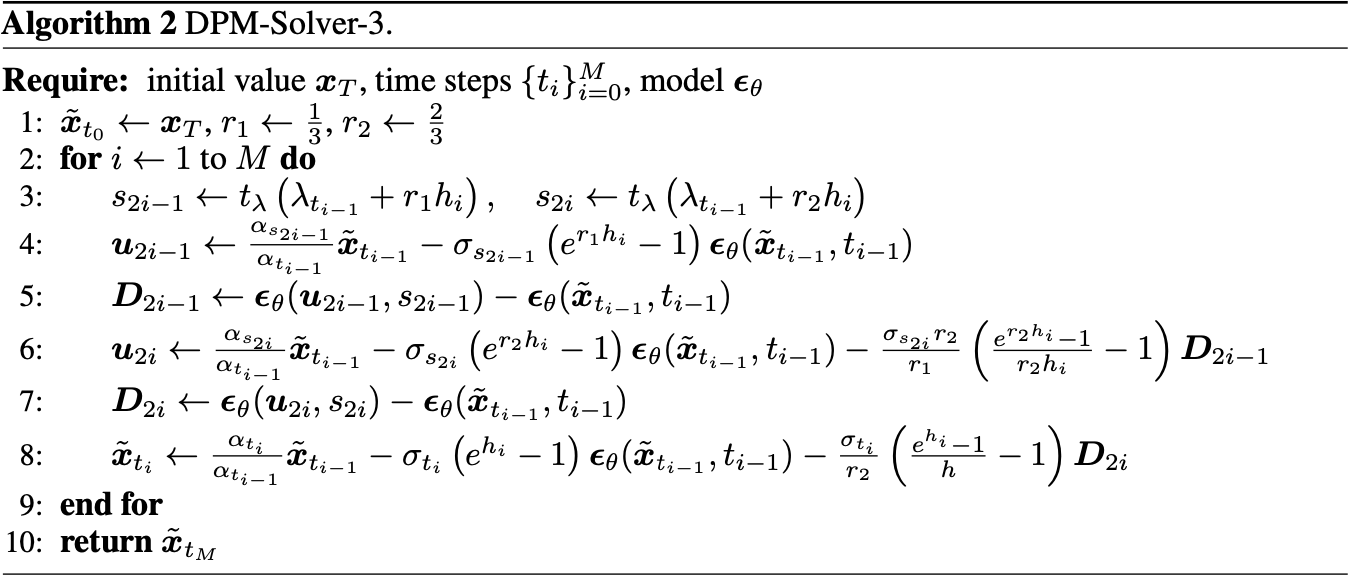 Algorithm 2 DPM-Solver-3.
Require: initial value $\boldsymbol{x}_T$, time steps $\{t_i\}_{i=0}^{M}$, model $\boldsymbol{\epsilon}_\theta$
1: $\tilde{\boldsymbol{x}}_{t_0} \leftarrow \boldsymbol{x}_T$, $r_1 \leftarrow \frac{1}{3}$, $r_2 \leftarrow \frac{2}{3}$
2: for $i \leftarrow 1$ to $M$ do
3: $s_{2i-1} \leftarrow t_\lambda \left(\lambda_{t_{i-1}} + r_1 h_i\right), \quad s_{2i} \leftarrow t_\lambda \left(\lambda_{t_{i-1}} + r_2 h_i\right)$
4: $\boldsymbol{u}_{2i-1} \leftarrow \frac{\alpha_{s_{2i-1}}}{\alpha_{t_{i-1}}} \tilde{\boldsymbol{x}}_{t_{i-1}} - \sigma_{s_{2i-1}} \left(e^{r_1 h_i} - 1\right) \boldsymbol{\epsilon}_\theta(\tilde{\boldsymbol{x}}_{t_{i-1}}, t_{i-1})$
5: $\boldsymbol{D}_{2i-1} \leftarrow \boldsymbol{\epsilon}_\theta(\boldsymbol{u}_{2i-1}, s_{2i-1}) - \boldsymbol{\epsilon}_\theta(\tilde{\boldsymbol{x}}_{t_{i-1}}, t_{i-1})$
6: $\boldsymbol{u}_{2i} \leftarrow \frac{\alpha_{s_{2i}}}{\alpha_{t_{i-1}}} \tilde{\boldsymbol{x}}_{t_{i-1}} - \sigma_{s_{2i}} \left(e^{r_2 h_i} - 1\right) \boldsymbol{\epsilon}_\theta(\tilde{\boldsymbol{x}}_{t_{i-1}}, t_{i-1}) - \frac{\sigma_{s_{2i}} r_2}{r_1} \left(\frac{e^{r_2 h_i} - 1}{r_2 h_i} - 1\right) \boldsymbol{D}_{2i-1}$
7: $\boldsymbol{D}_{2i} \leftarrow \boldsymbol{\epsilon}_\theta(\boldsymbol{u}_{2i}, s_{2i}) - \boldsymbol{\epsilon}_\theta(\tilde{\boldsymbol{x}}_{t_{i-1}}, t_{i-1})$
8: $\tilde{\boldsymbol{x}}_{t_i} \leftarrow \frac{\alpha_{t_i}}{\alpha_{t_{i-1}}} \tilde{\boldsymbol{x}}_{t_{i-1}} - \sigma_{t_i} \left(e^{h_i} - 1\right) \boldsymbol{\epsilon}_\theta(\tilde{\boldsymbol{x}}_{t_{i-1}}, t_{i-1}) - \frac{\sigma_{t_i}}{r_2} \left(\frac{e^{h_i} - 1}{h} - 1\right) \boldsymbol{D}_{2i}$
9: end for
10: return $\tilde{\boldsymbol{x}}_{t_M}$